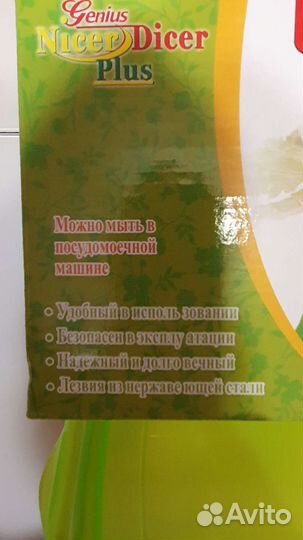 Genius
Nicer Dicer
Plus
Можно мыть в
посудомоечной
машине
• Удобный в исполь зовании
• Безопасен в эксплу атации
• Надежный и долго вечный
• Лезвия из нержаве ющей стали
Avito